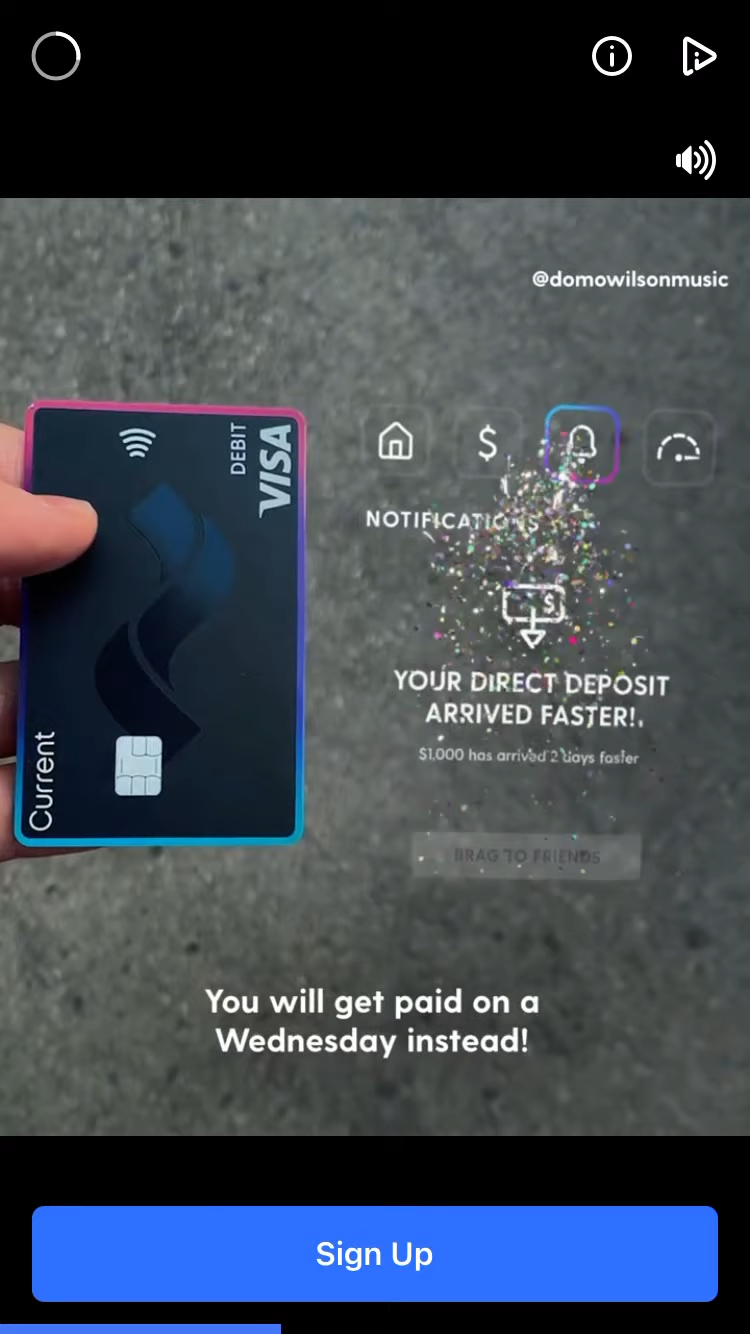 @domowilsonmusic
DEBIT
VISA
Current
$
NOTIFICATIONS
$
YOUR DIRECT DEPOSIT
ARRIVED FASTER!
$1,000 has arrived 2 days faster
BRAG TO FRIENDS
You will get paid on a
Wednesday instead!
Sign Up